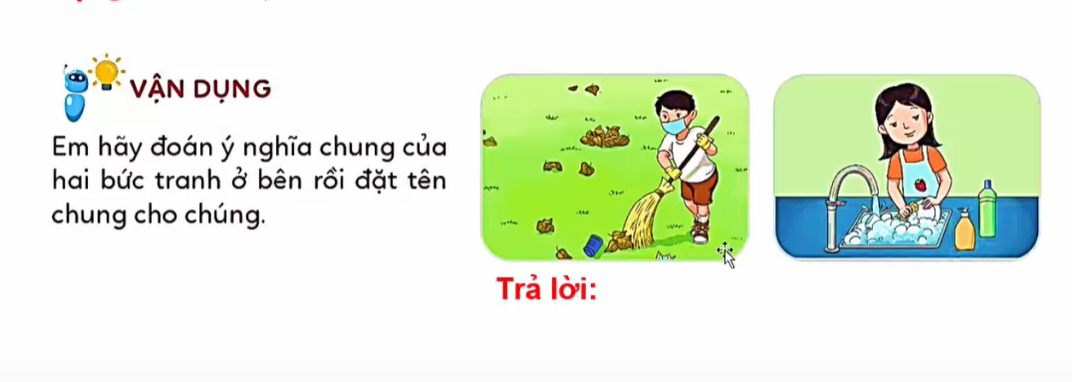 VẬN DỤNG
Em hãy đoán ý nghĩa chung của
hai bức tranh ở bên rồi đặt tên
chung cho chúng.
Trả lời: